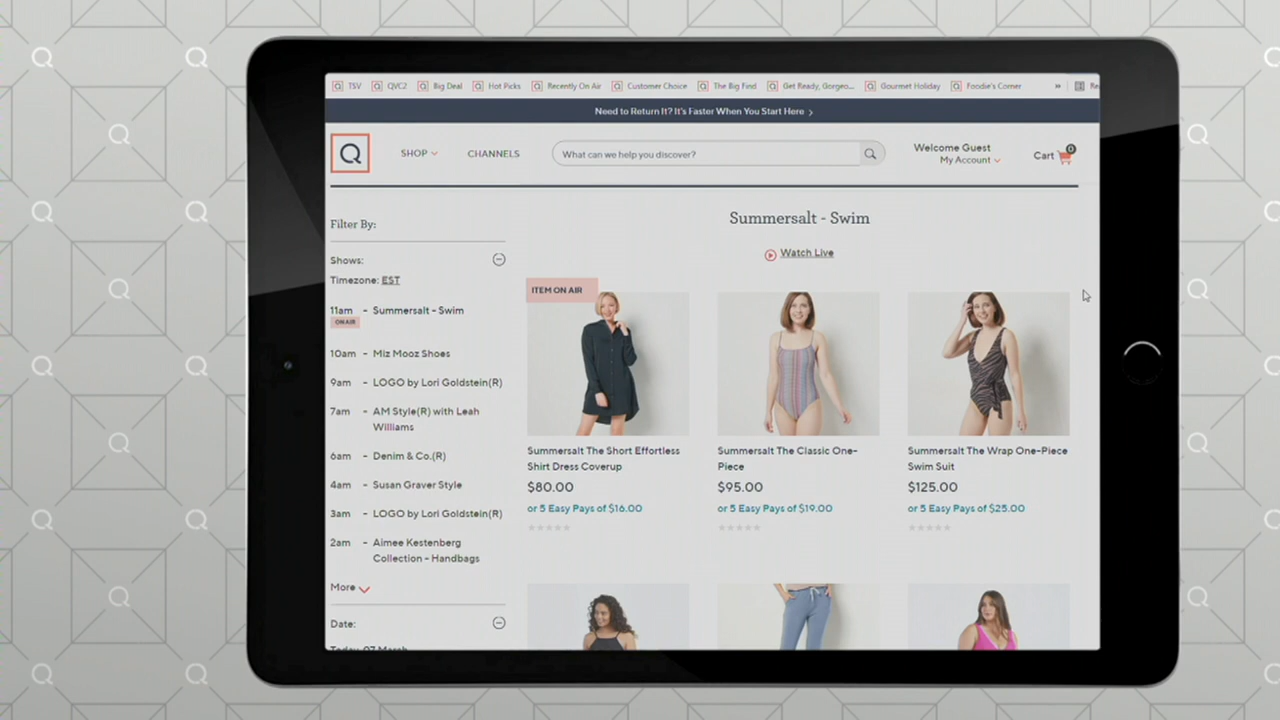 TSV QVC2 Big Deal Hot Picks Recently On Air Customer Choice The Big Find Get Ready, Gorgeo... Gourmet Holiday Foodie's Corner »
Need to Return It? It's Faster When You Start Here >
Q
SHOP
CHANNELS
What can we help you discover?
Welcome Guest
My Account
Cart 0
Filter By:
Shows:
Timezone: EST
11am - Summersalt - Swim
ON AIR
10am - Miz Mooz Shoes
9am - LOGO by Lori Goldstein(R)
7am - AM Style(R) with Leah
Williams
6am - Denim & Co.(R)
4am - Susan Graver Style
3am - LOGO by Lori Goldstein(R)
2am - Aimee Kestenberg
Collection - Handbags
More
Date:
Today, 07 March
Summersalt - Swim
Watch Live
ITEM ON AIR
Summersalt The Short Effortless
Shirt Dress Coverup
$80.00
or 5 Easy Pays of $16.00
Summersalt The Classic One-
Piece
$95.00
or 5 Easy Pays of $19.00
Summersalt The Wrap One-Piece
Swim Suit
$125.00
or 5 Easy Pays of $25.00